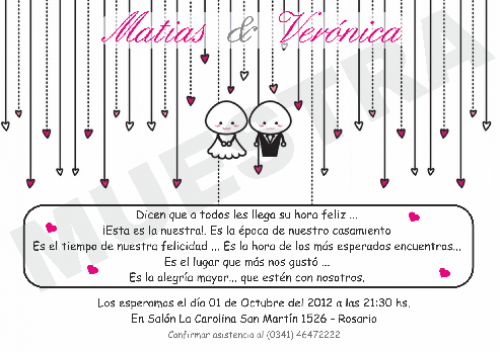 Matias & Verónica
MUESTRA
Dicen que a todos les llega su hora feliz ...
¡Esta es la nuestra!. Es la época de nuestro casamiento
Es el tiempo de nuestra felicidad ... Es la hora de los más esperados encuentros...
Es el lugar que más nos gustó ...
Es la alegría mayor... que estén con nosotros.
Los esperamos el día 01 de Octubre del 2012 a las 21:30 hs.
En Salón La Carolina San Martín 1526 - Rosario
Confirmar asistencia al (0341) 46472222